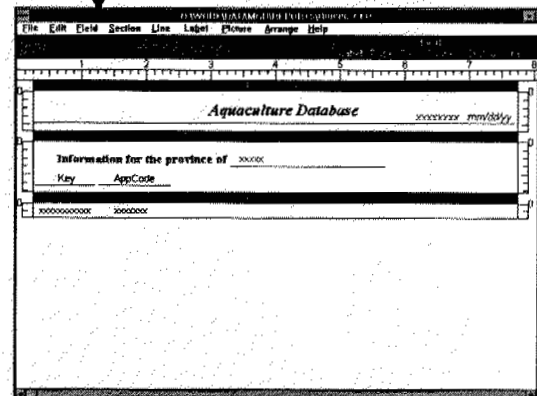 File Edit Field Section Line Label Picture Arrange Help
1 2 3 4 5 6 7 8
Aquaculture Database xxxxxxxx mm/dd/yy
Information for the province of xxxxx
Key AppCode
xxxxxxxxxxx xxxxxxx